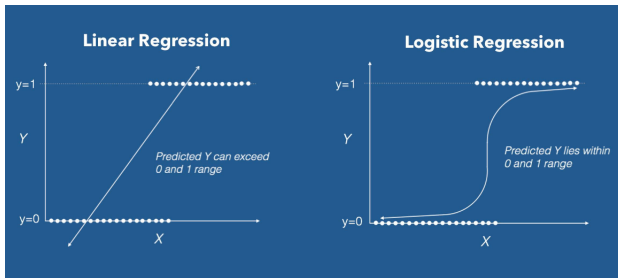 Linear Regression
y=1
Y
Predicted Y can exceed
0 and 1 range
y=0
X
Logistic Regression
y=1
Y
Predicted Y lies within
0 and 1 range
y=0
X